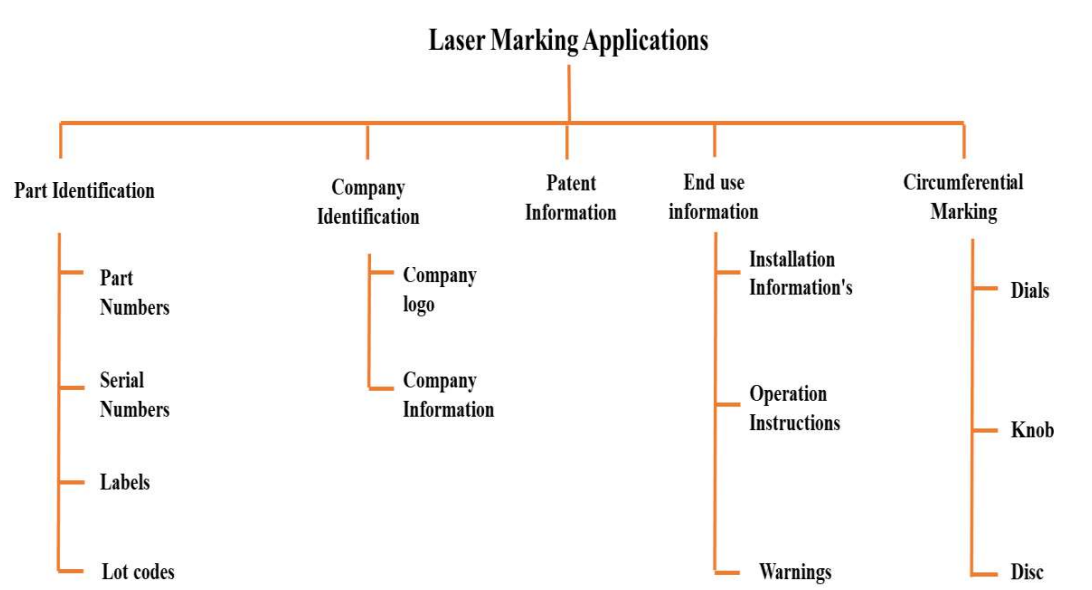 Laser Marking Applications
Part Identification
Part
Numbers
Serial
Numbers
Labels
Lot codes
Company
Identification
Company
logo
Company
Information
Patent
Information
End use
information
Installation
Information's
Operation
Instructions
Warnings
Circumferential
Marking
Dials
Knob
Disc